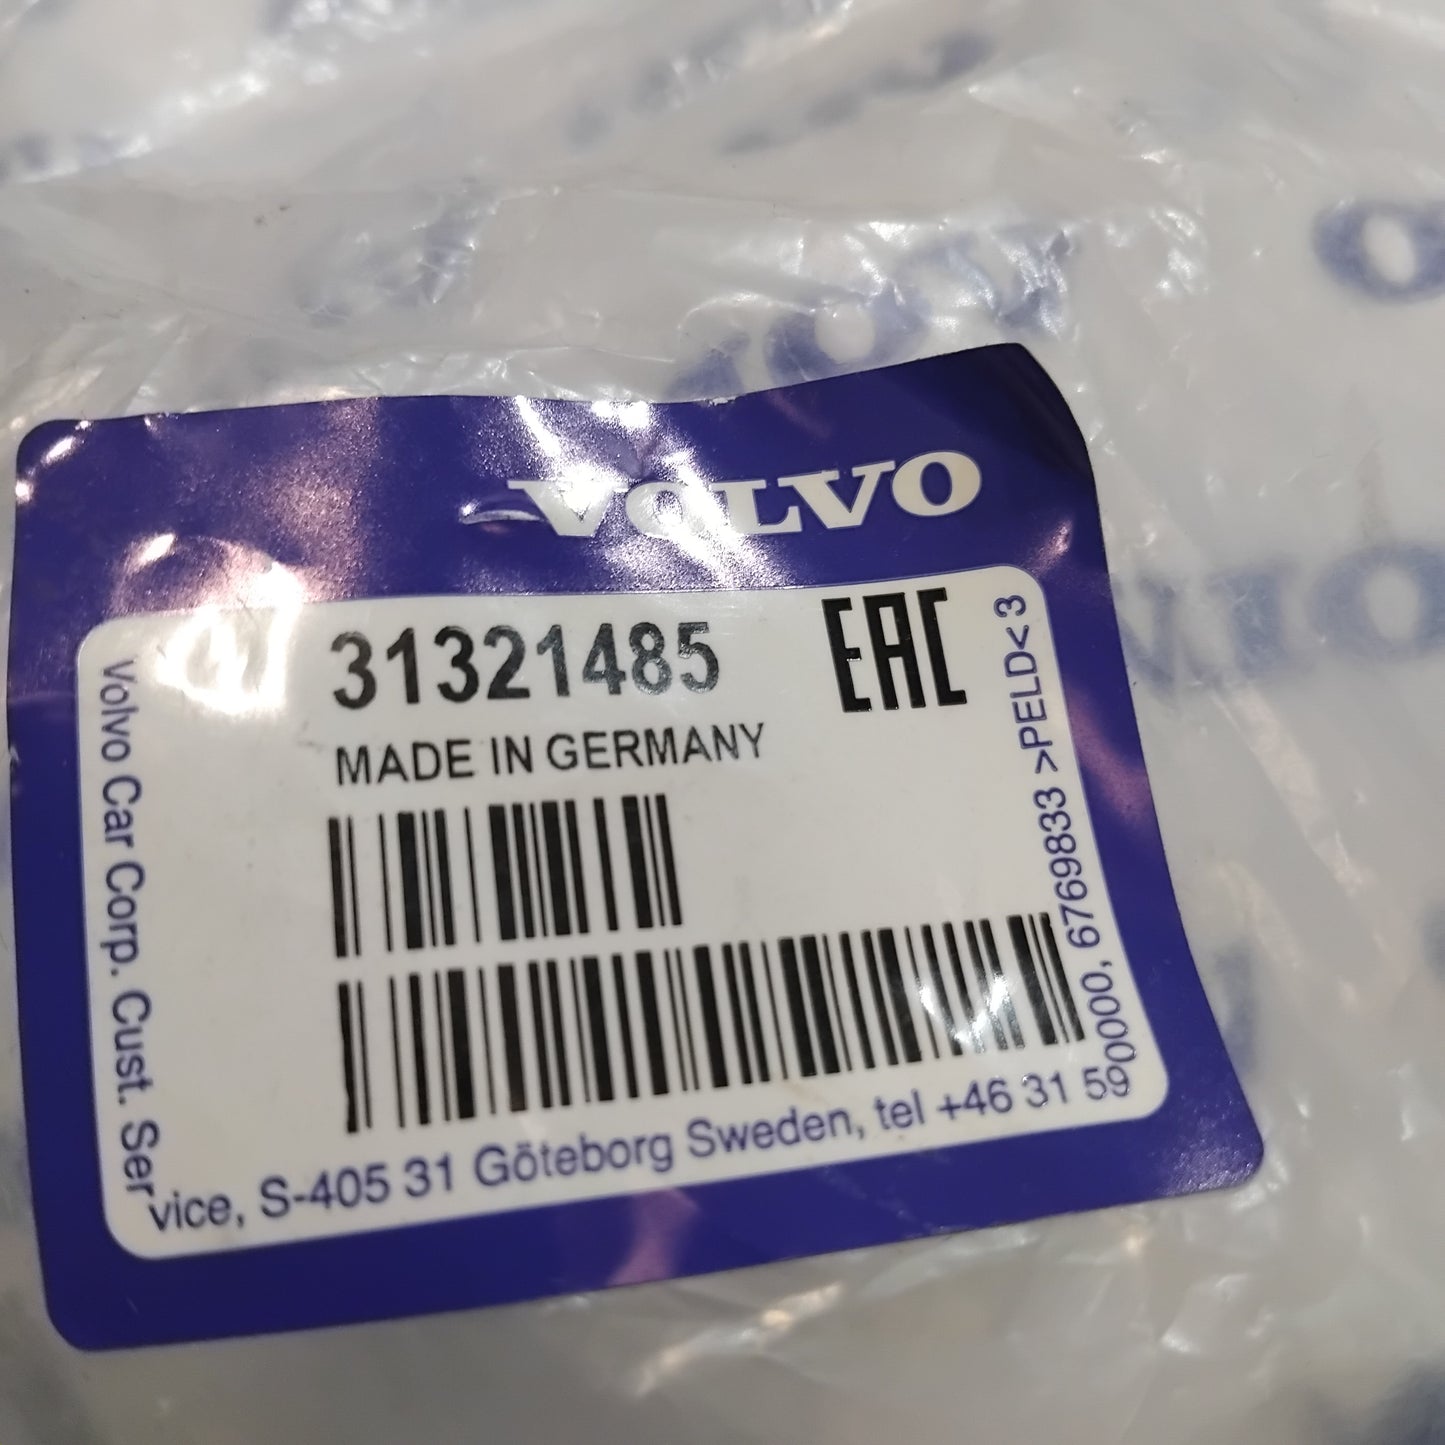 VOLVO
31321485
EAC
MADE IN GERMANY
Volvo Car Corp. Cust. Service, S-405 31 Göteborg Sweden, tel +46 31 590000, 6769833 >PELD<3